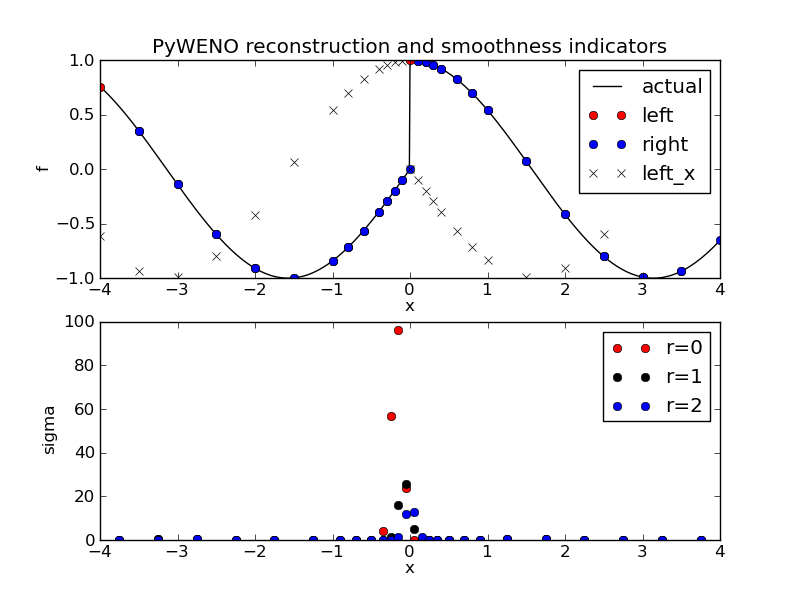 PyWENO reconstruction and smoothness indicators
1.0
0.5
0.0
−0.5
−1.0
f
actual
left
right
left_x
−4 −3 −2 −1 0 1 2 3 4
x
100
80
60
40
20
0
sigma
r=0
r=1
r=2
−4 −3 −2 −1 0 1 2 3 4
x